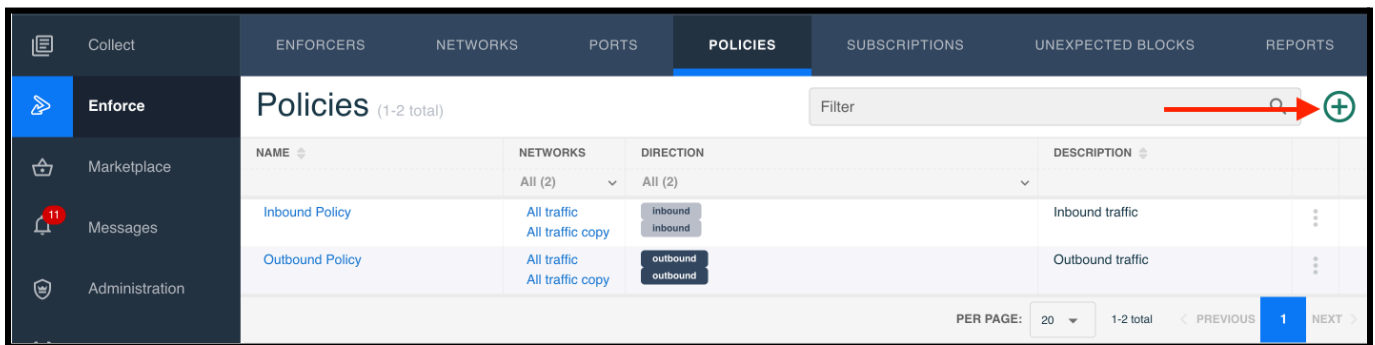 Collect
ENFORCERS NETWORKS PORTS POLICIES SUBSCRIPTIONS UNEXPECTED BLOCKS REPORTS
Enforce
Policies (1-2 total)
Filter
Marketplace
NAME NETWORKS DIRECTION DESCRIPTION
All (2) All (2)
11
Messages
Inbound Policy All traffic inbound Inbound traffic
All traffic copy inbound
Outbound Policy All traffic outbound Outbound traffic
All traffic copy outbound
Administration
PER PAGE: 20 1-2 total < PREVIOUS 1 NEXT >